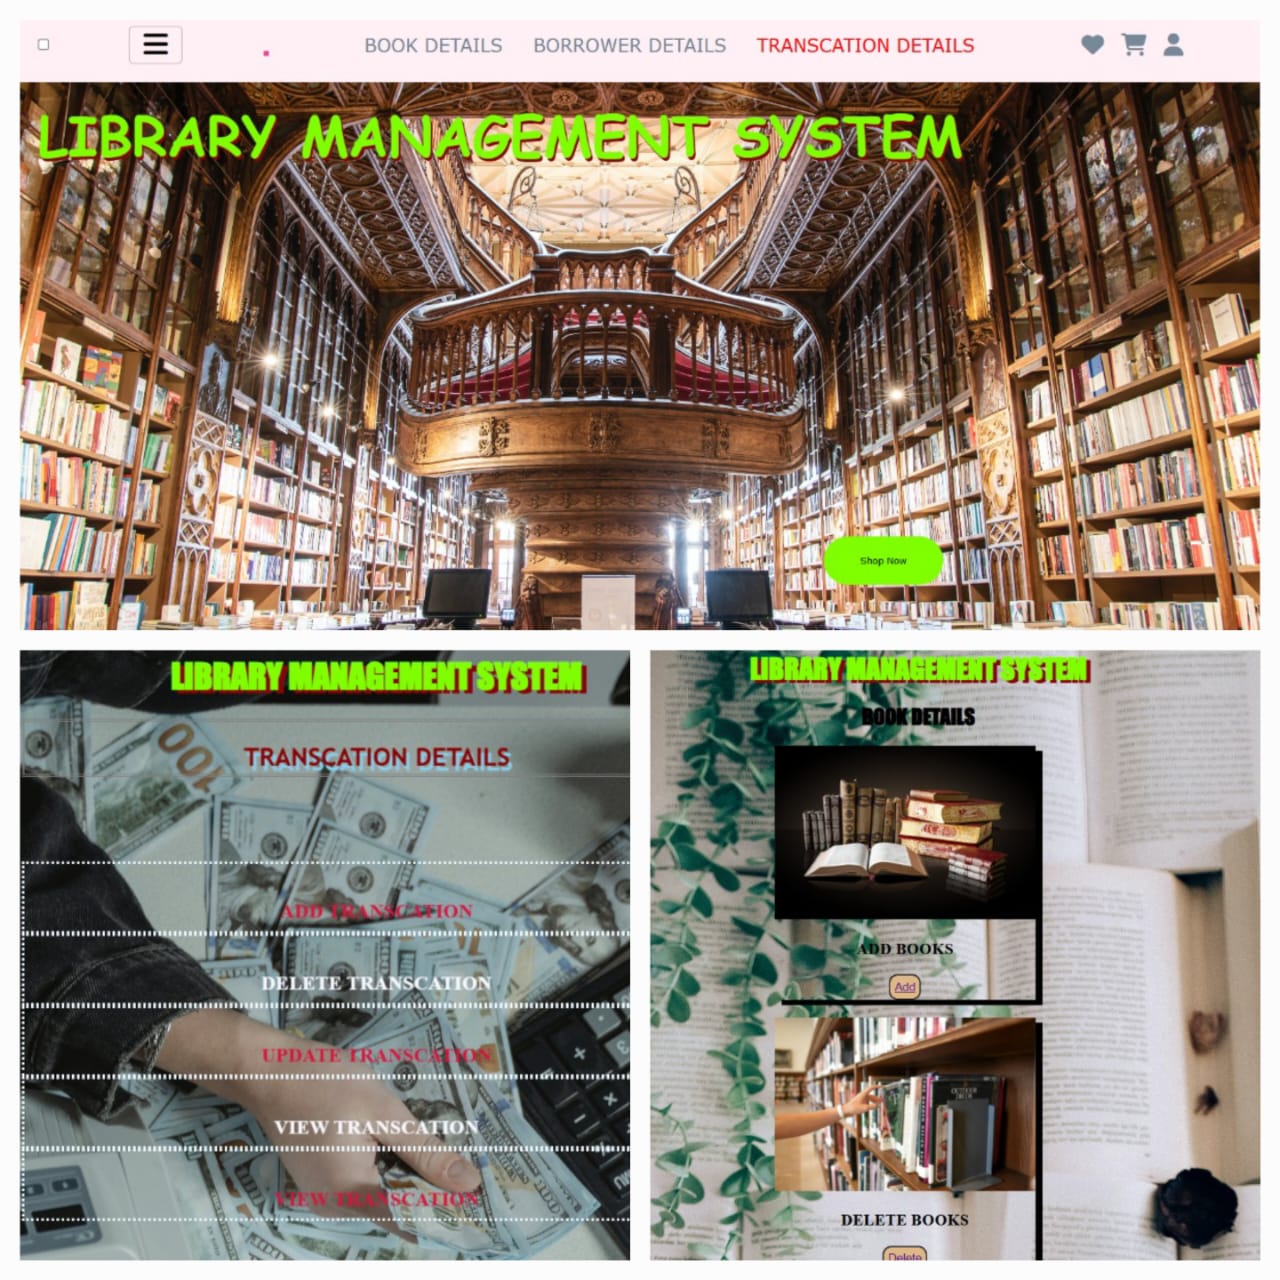 BOOK DETAILS BORROWER DETAILS TRANSCATION DETAILS
LIBRARY MANAGEMENT SYSTEM
Shop Now
LIBRARY MANAGEMENT SYSTEM
TRANSCATION DETAILS
ADD TRANSCATION
DELETE TRANSCATION
UPDATE TRANSCATION
VIEW TRANSCATION
VIEW TRANSCATION
LIBRARY MANAGEMENT SYSTEM
BOOK DETAILS
ADD BOOKS
Add
DELETE BOOKS
Delete